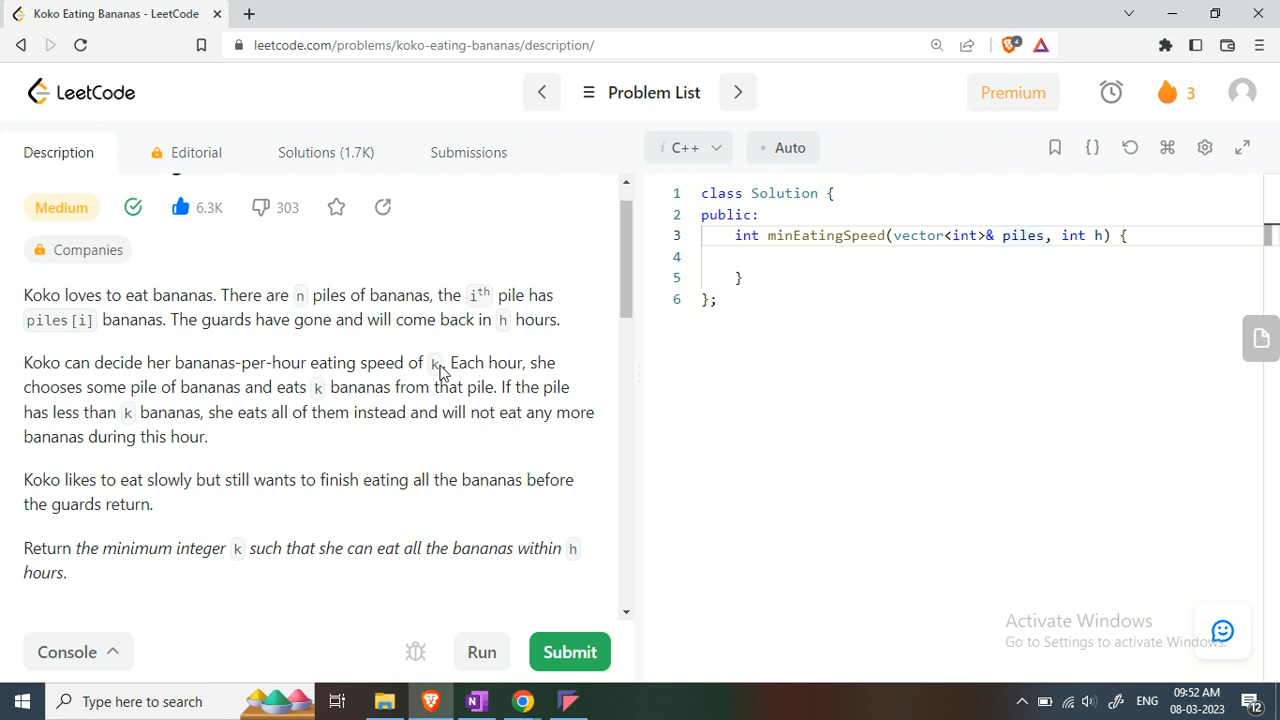 Koko Eating Bananas - LeetCode
leetcode.com/problems/koko-eating-bananas/description/
4
LeetCode
Problem List
Premium
3
Description
Editorial
Solutions (1.7K)
Submissions
i C++
Auto
Medium
6.3K
303
Companies
Koko loves to eat bananas. There are n piles of bananas, the ith pile has
piles[i] bananas. The guards have gone and will come back in h hours.
Koko can decide her bananas-per-hour eating speed of k. Each hour, she
chooses some pile of bananas and eats k bananas from that pile. If the pile
has less than k bananas, she eats all of them instead and will not eat any more
bananas during this hour.
Koko likes to eat slowly but still wants to finish eating all the bananas before
the guards return.
Return the minimum integer k such that she can eat all the bananas within h
hours.
1 class Solution {
2 public:
3 int minEatingSpeed(vector<int>& piles, int h) {
4
5 }
6 };
Console
Run
Submit
Activate Windows
Go to Settings to activate Windows.
Type here to search
ENG
09:52 AM
08-03-2023
12